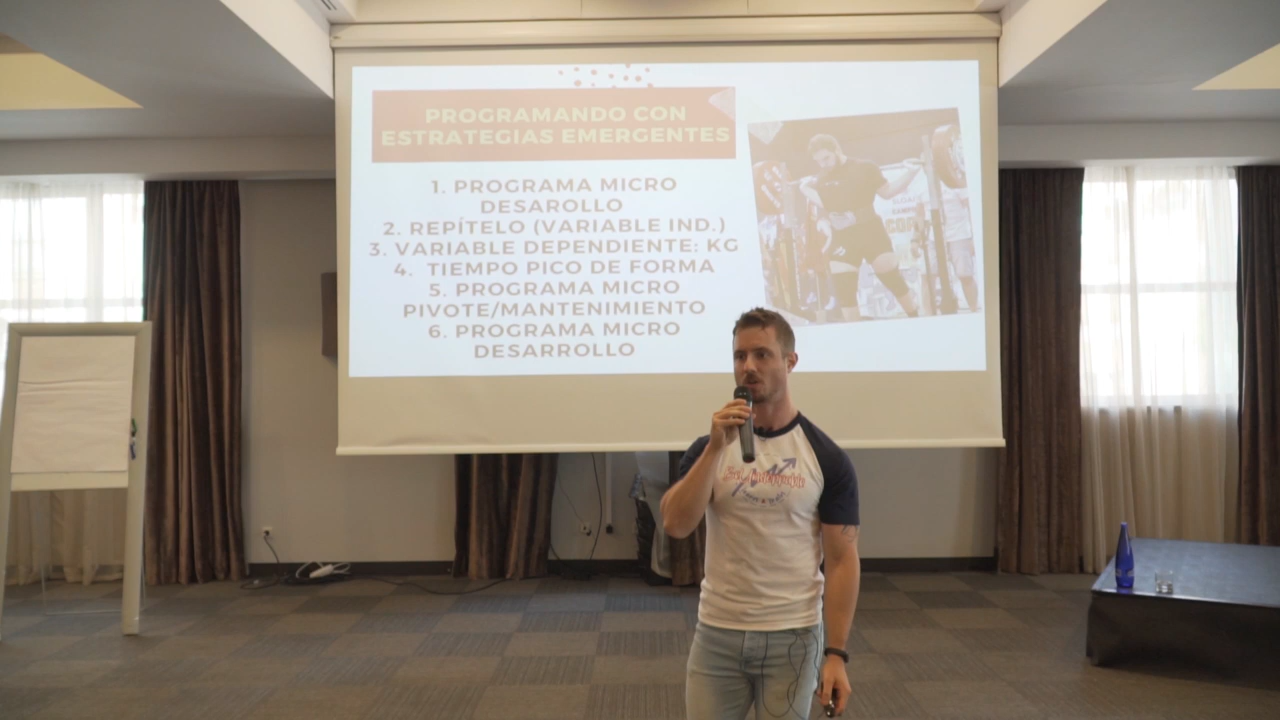 PROGRAMANDO CON
ESTRATEGIAS EMERGENTES
1. PROGRAMA MICRO
DESAROLLO
2. REPÍTELO (VARIABLE IND.)
3. VARIABLE DEPENDIENTE: KG
4. TIEMPO PICO DE FORMA
5. PROGRAMA MICRO
PIVOTE/MANTENIMIENTO
6. PROGRAMA MICRO
DESARROLLO